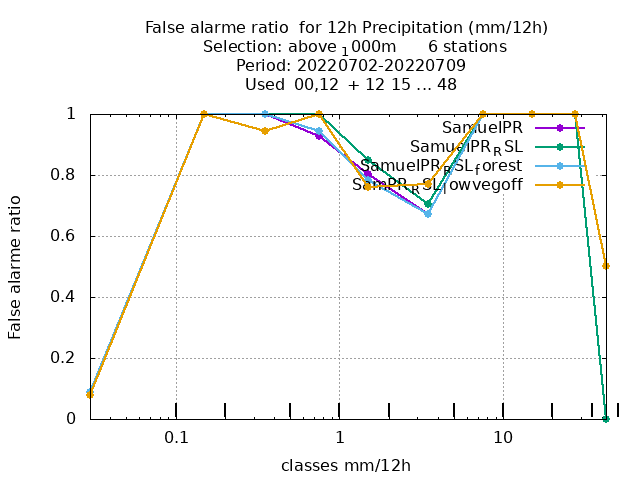 False alarme ratio  for 12h Precipitation (mm/12h)
Selection: above ₁000m      6 stations
Period: 20220702-20220709
Used  00,12  + 12 15 ... 48
SamuelPR
SamuelPR_RSL
SamuelPR_RSL_forest
SamPR_RSL_lowvegoff
1
0.8
0.6
0.4
0.2
0
False alarme ratio
0.1
1
10
classes mm/12h